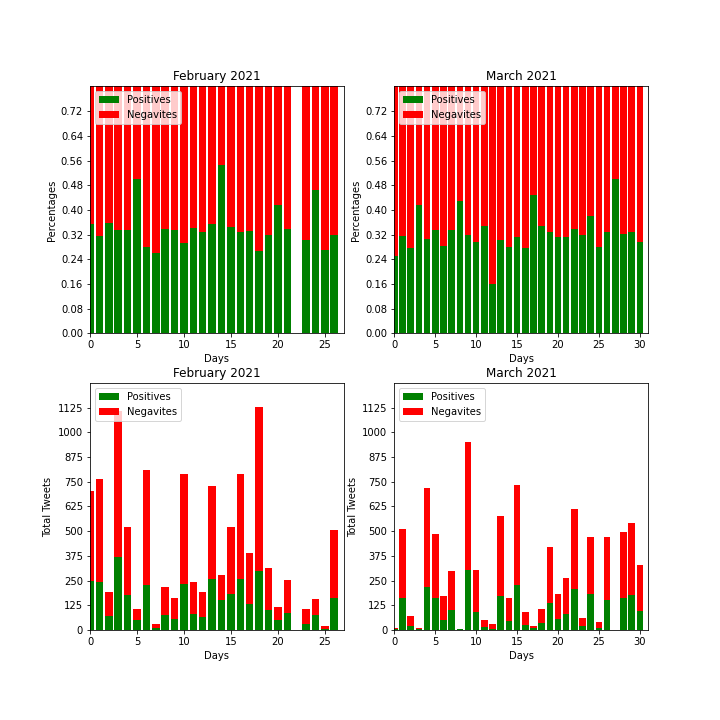 February 2021
Positives
Negavites
0.72
0.64
0.56
0.48
0.40
0.32
0.24
0.16
0.08
0.00
Percentages
0 5 10 15 20 25
Days
March 2021
Positives
Negavites
0.72
0.64
0.56
0.48
0.40
0.32
0.24
0.16
0.08
0.00
Percentages
0 5 10 15 20 25 30
Days
February 2021
Positives
Negavites
1125
1000
875
750
625
500
375
250
125
0
Total Tweets
0 5 10 15 20 25
Days
March 2021
Positives
Negavites
1125
1000
875
750
625
500
375
250
125
0
Total Tweets
0 5 10 15 20 25 30
Days